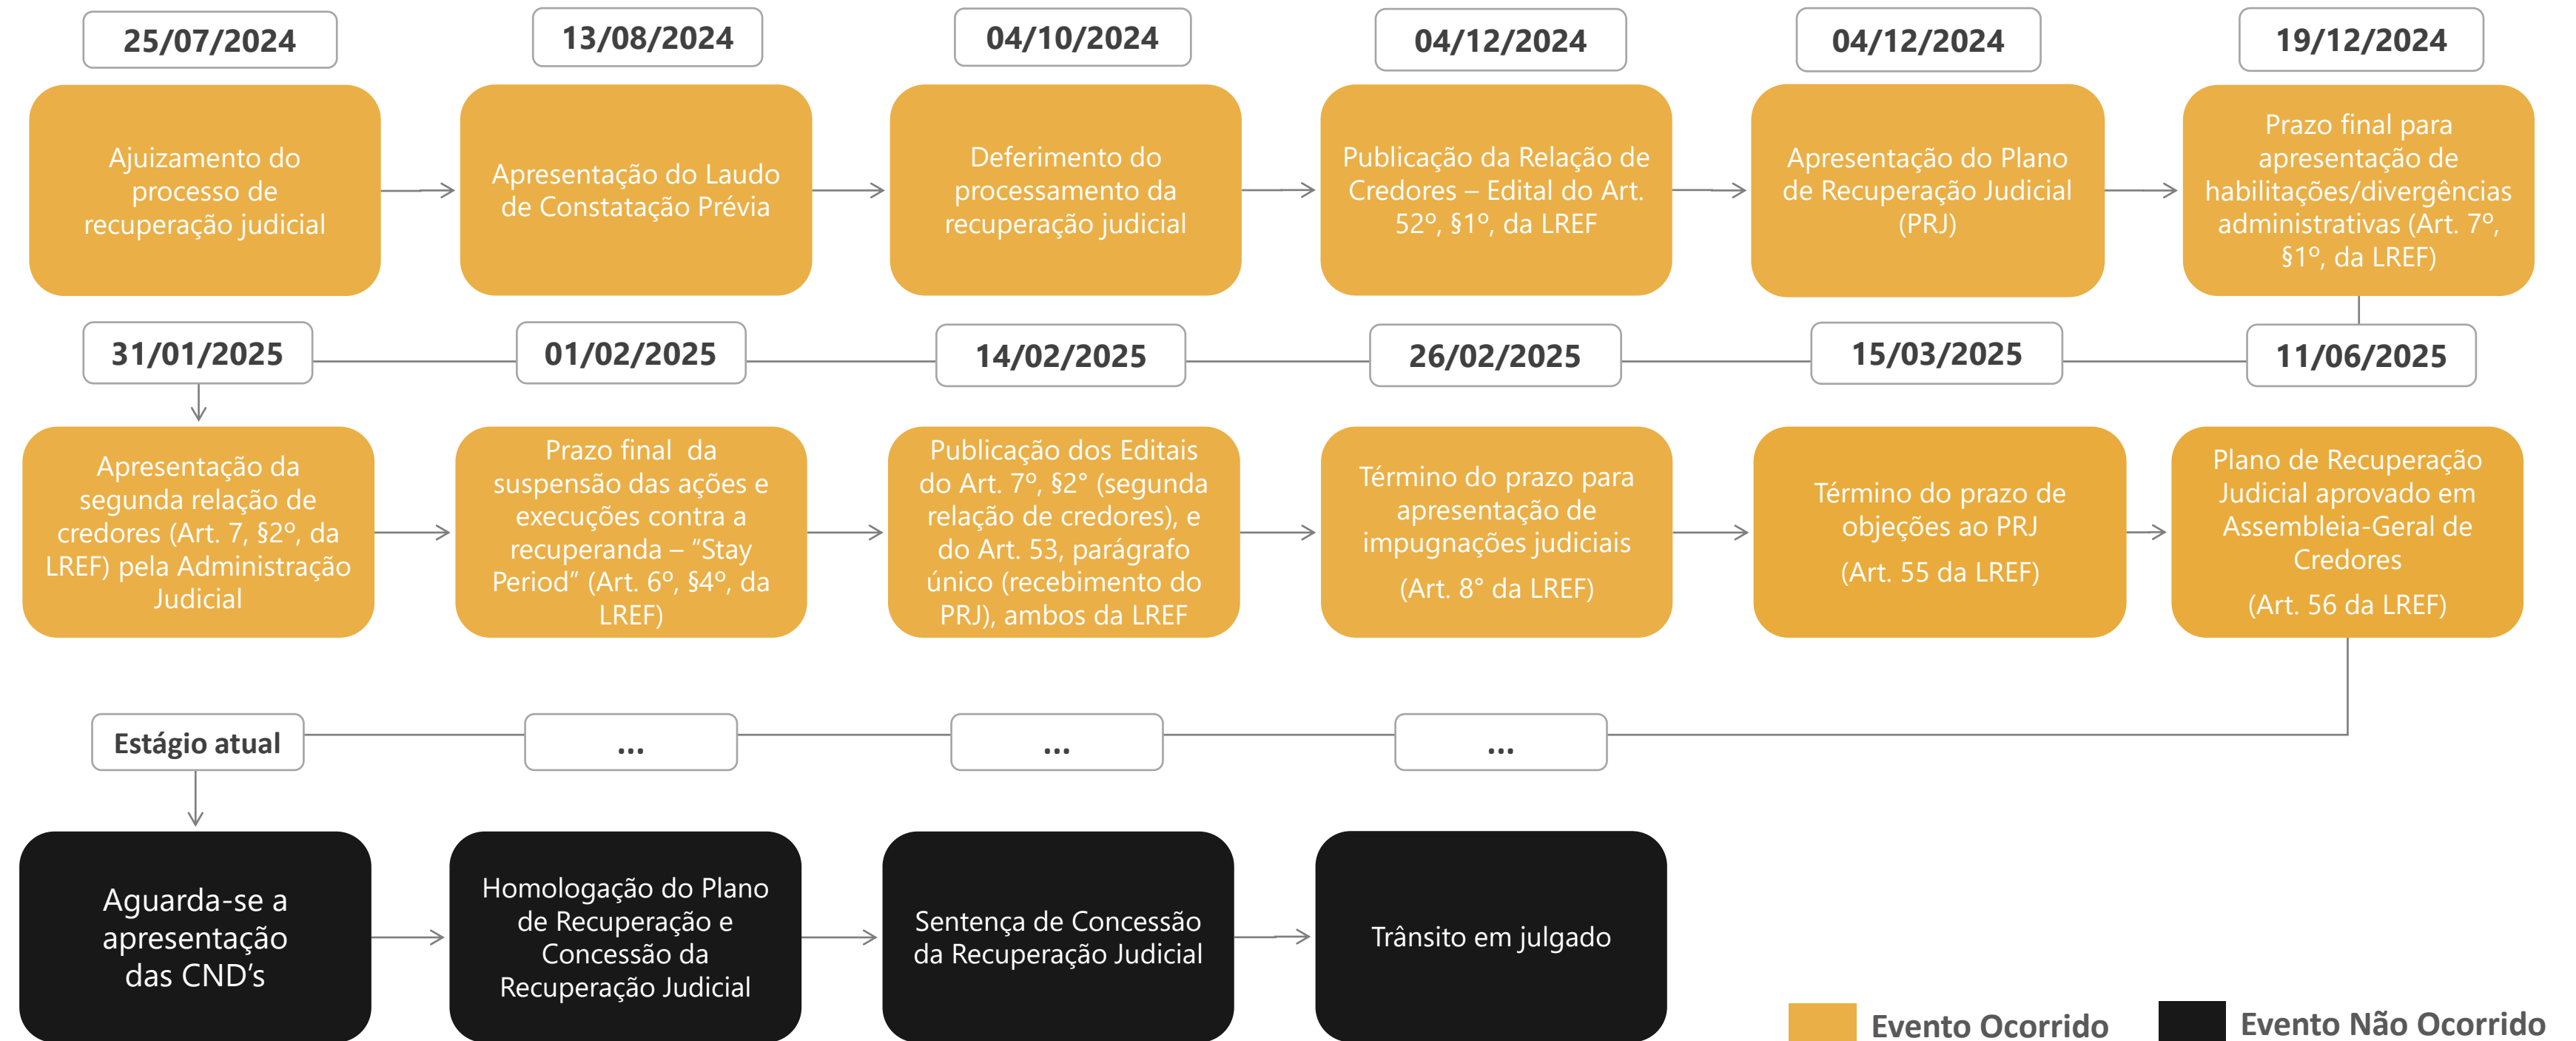 25/07/2024
Ajuizamento do
processo de
recuperação judicial
13/08/2024
Apresentação do Laudo
de Constatação Prévia
04/10/2024
Deferimento do
processamento da
recuperação judicial
04/12/2024
Publicação da Relação de
Credores – Edital do Art.
52º, §1º, da LREF
04/12/2024
Apresentação do Plano
de Recuperação Judicial
(PRJ)
19/12/2024
Prazo final para
apresentação de
habilitações/divergências
administrativas (Art. 7º,
§1º, da LREF)
31/01/2025
Apresentação da
segunda relação de
credores (Art. 7, §2º, da
LREF) pela Administração
Judicial
01/02/2025
Prazo final  da
suspensão das ações e
execuções contra a
recuperanda – “Stay
Period” (Art. 6º, §4º, da
LREF)
14/02/2025
Publicação dos Editais
do Art. 7º, §2° (segunda
relação de credores), e
do Art. 53, parágrafo
único (recebimento do
PRJ), ambos da LREF
26/02/2025
Término do prazo para
apresentação de
impugnações judiciais
(Art. 8° da LREF)
15/03/2025
Término do prazo de
objeções ao PRJ
(Art. 55 da LREF)
11/06/2025
Plano de Recuperação
Judicial aprovado em
Assembleia-Geral de
Credores
(Art. 56 da LREF)
Estágio atual
Aguarda-se a
apresentação
das CND’s
...
Homologação do Plano
de Recuperação e
Concessão da
Recuperação Judicial
...
Sentença de Concessão
da Recuperação Judicial
...
Trânsito em julgado
Evento Ocorrido
Evento Não Ocorrido